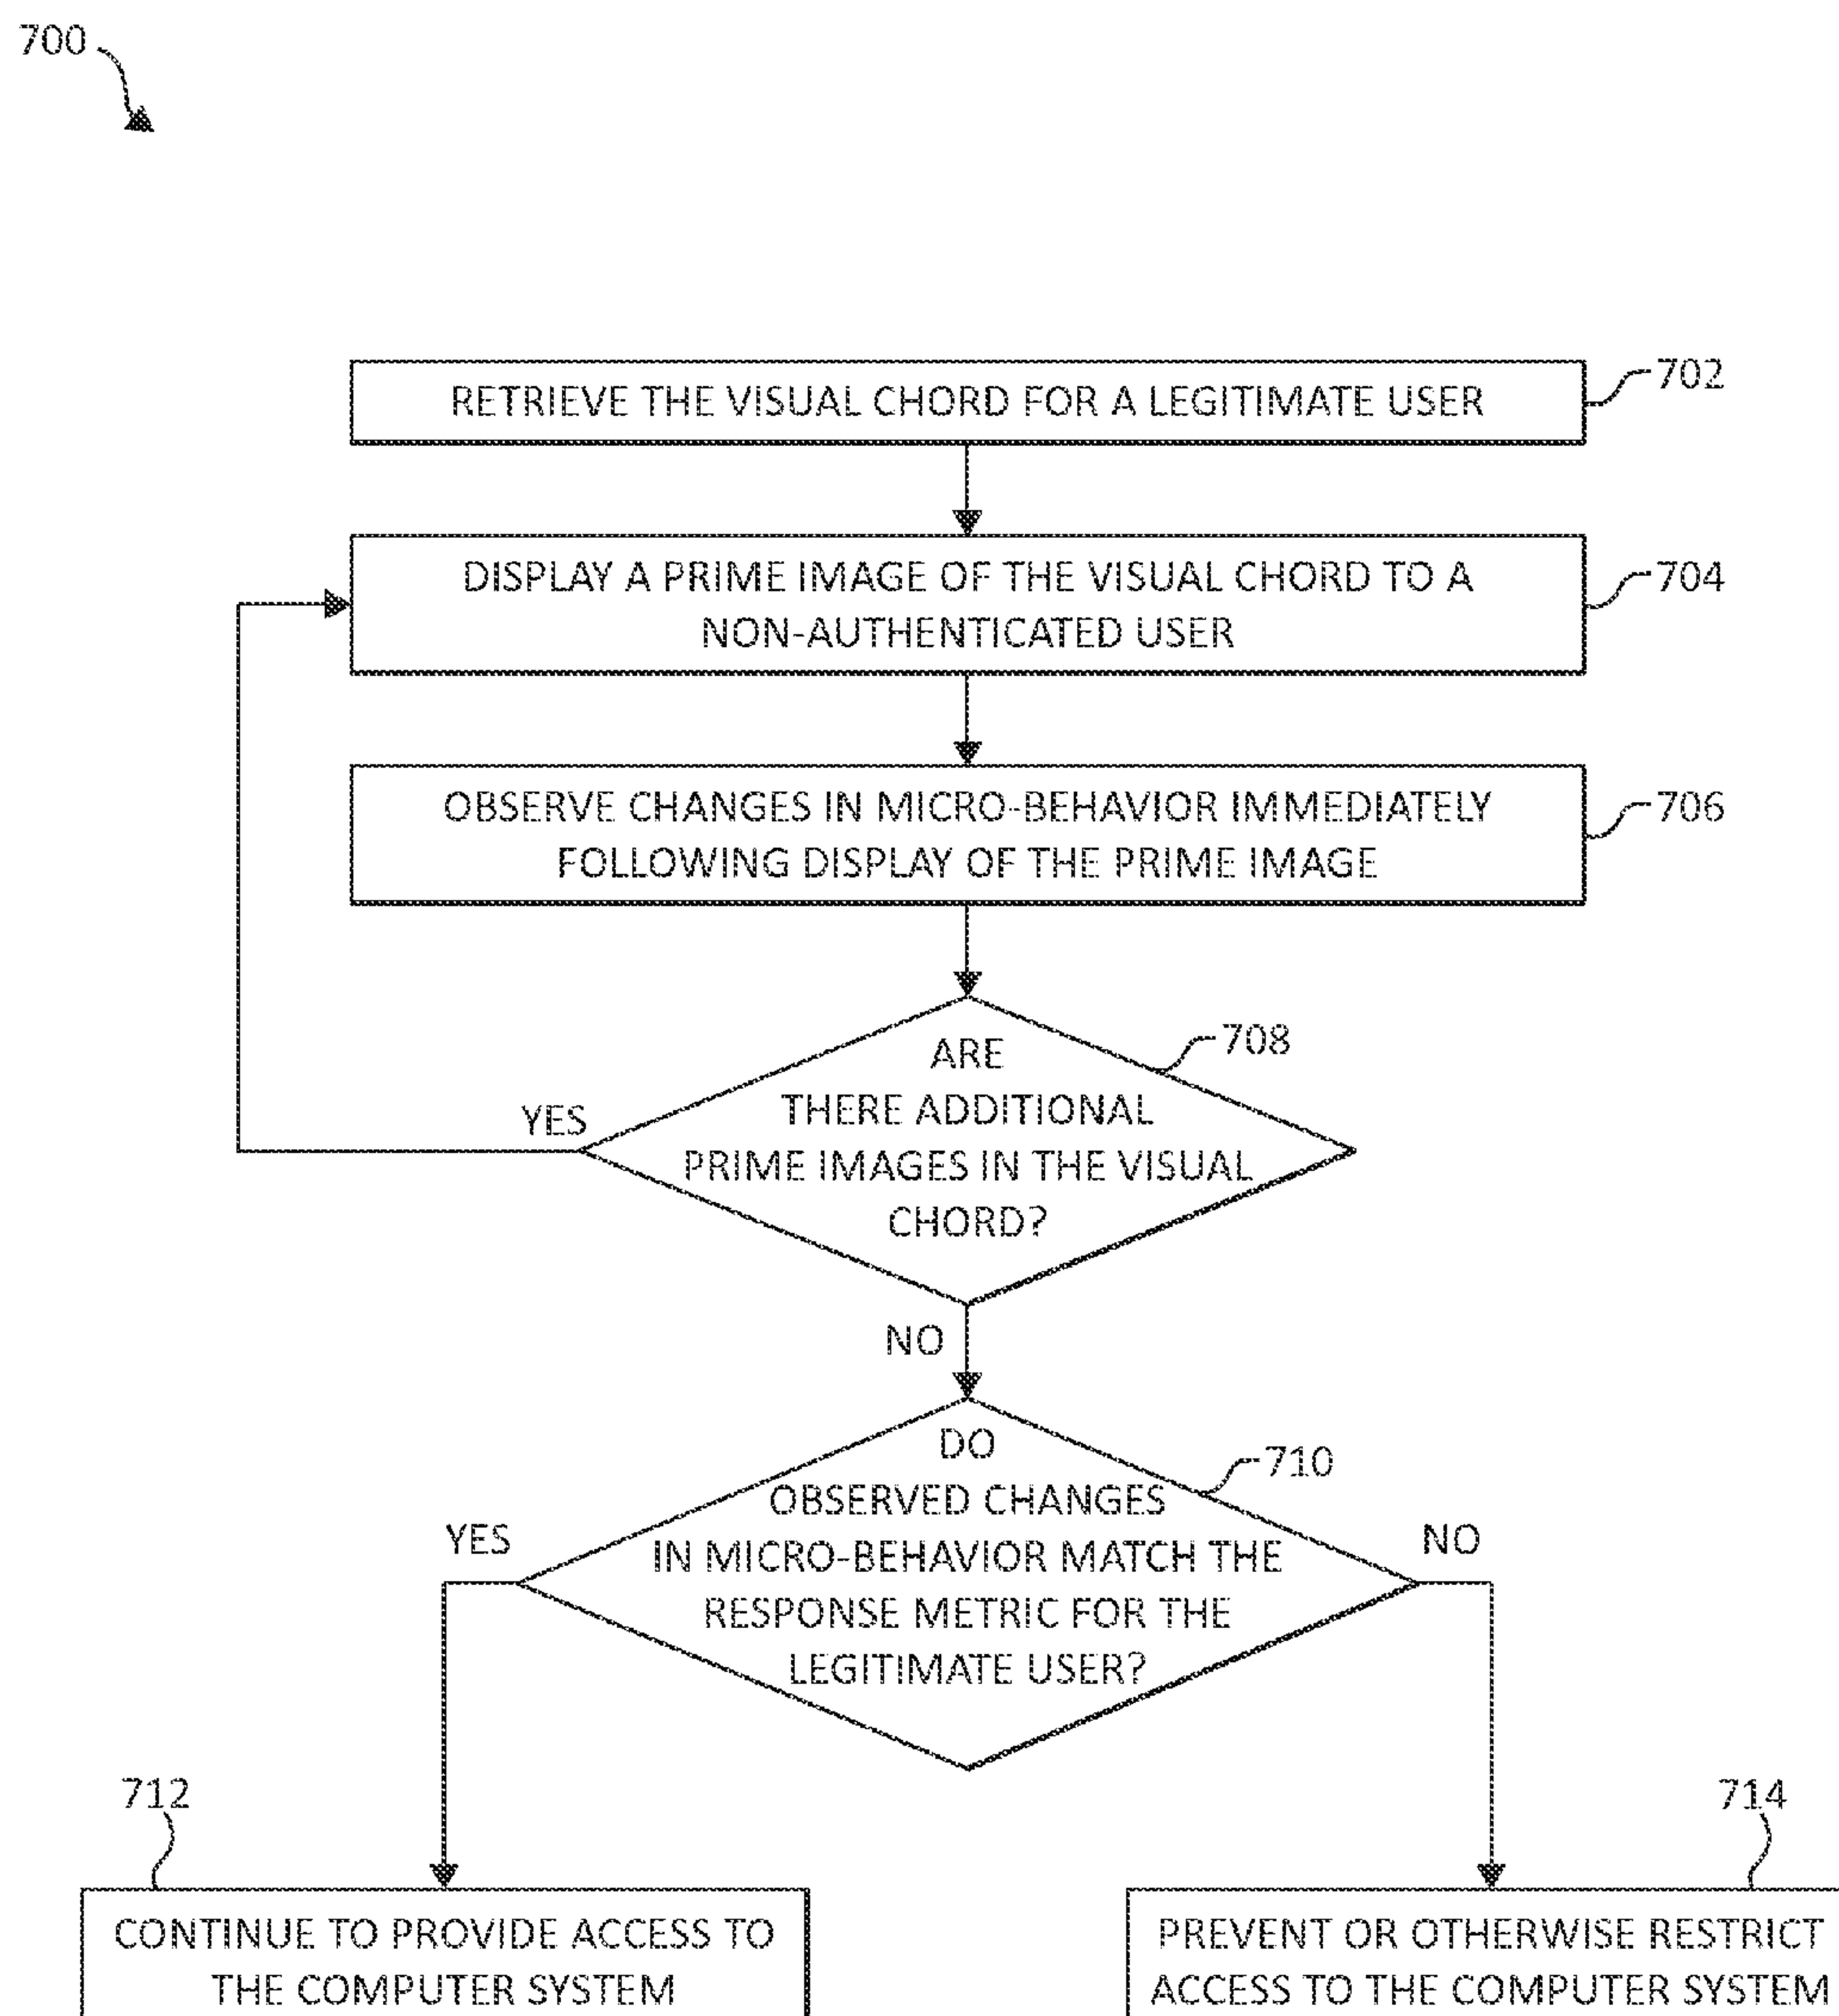 700
RETRIEVE THE VISUAL CHORD FOR A LEGITIMATE USER
702
DISPLAY A PRIME IMAGE OF THE VISUAL CHORD TO A
NON-AUTHENTICATED USER
704
OBSERVE CHANGES IN MICRO-BEHAVIOR IMMEDIATELY
FOLLOWING DISPLAY OF THE PRIME IMAGE
706
ARE
THERE ADDITIONAL
PRIME IMAGES IN THE VISUAL
CHORD?
708
YES
NO
DO
OBSERVED CHANGES
IN MICRO-BEHAVIOR MATCH THE
RESPONSE METRIC FOR THE
LEGITIMATE USER?
710
YES
NO
712
CONTINUE TO PROVIDE ACCESS TO
THE COMPUTER SYSTEM
714
PREVENT OR OTHERWISE RESTRICT
ACCESS TO THE COMPUTER SYSTEM